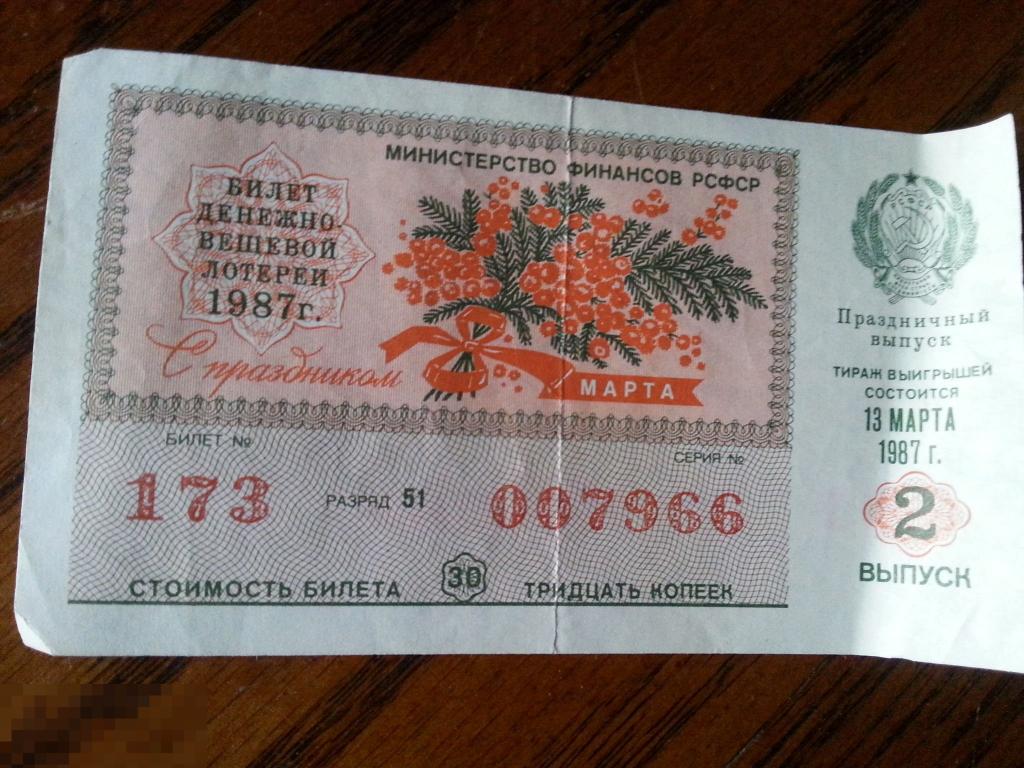 МИНИСТЕРСТВО ФИНАНСОВ РСФСР
БИЛЕТ
ДЕНЕЖНО-
ВЕЩЕВОЙ
ЛОТЕРЕИ
1987г.
С праздником
МАРТА
БИЛЕТ №
СЕРИЯ №
173
РАЗРЯД 51
007966
СТОИМОСТЬ БИЛЕТА 30 ТРИДЦАТЬ КОПЕЕК
Праздничный
выпуск
ТИРАЖ ВЫИГРЫШЕЙ
СОСТОИТСЯ
13 МАРТА
1987 г.
2
ВЫПУСК